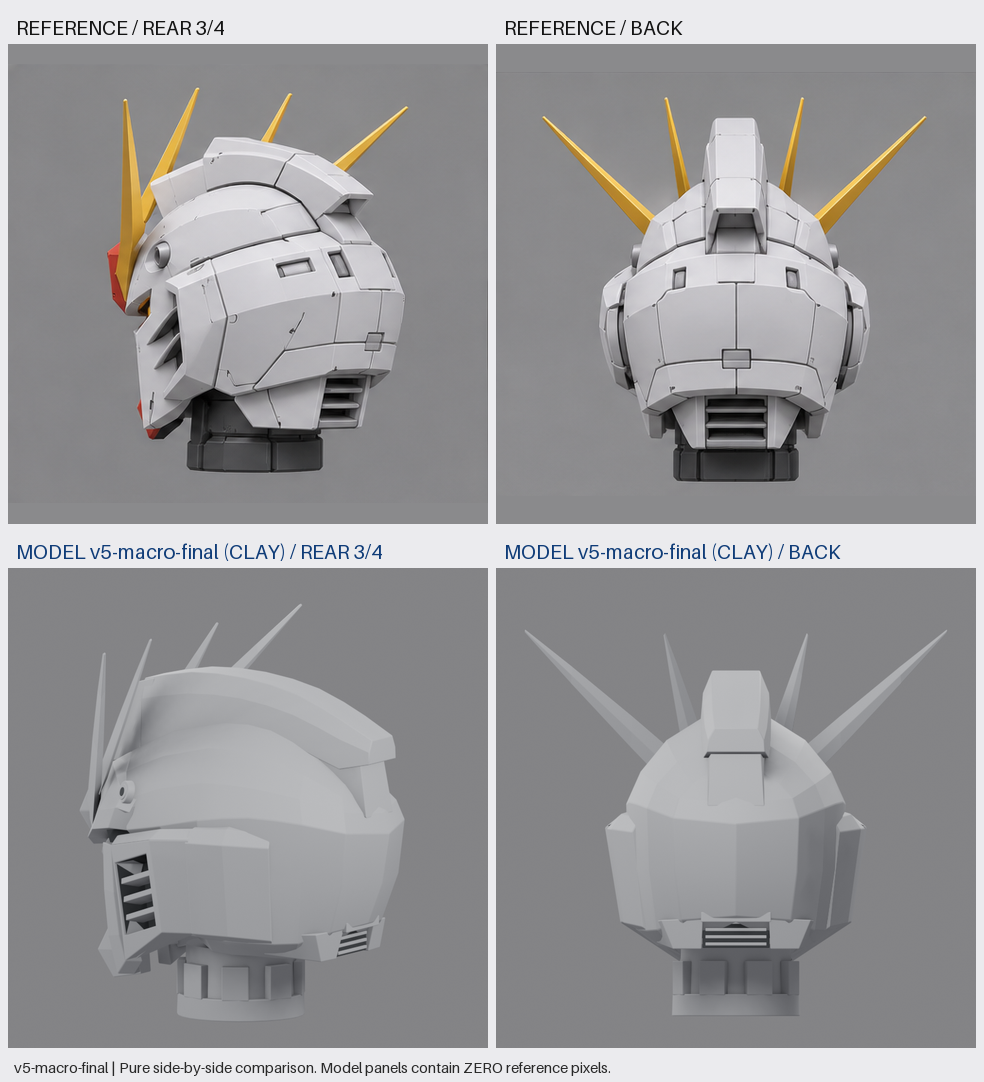 REFERENCE / REAR 3/4
REFERENCE / BACK
MODEL v5-macro-final (CLAY) / REAR 3/4
MODEL v5-macro-final (CLAY) / BACK
v5-macro-final | Pure side-by-side comparison. Model panels contain ZERO reference pixels.